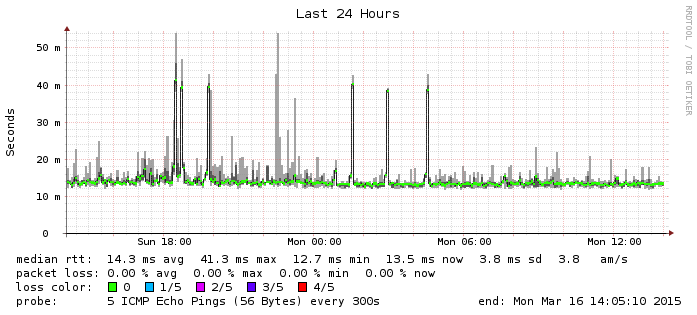 Last 24 Hours
RRDTOOL / TOBI OETIKER
Seconds
50 m
40 m
30 m
20 m
10 m
0
Sun 18:00 Mon 00:00 Mon 06:00 Mon 12:00
median rtt: 14.3 ms avg 41.3 ms max 12.7 ms min 13.5 ms now 3.8 ms sd 3.8 am/s
packet loss: 0.00 % avg 0.00 % max 0.00 % min 0.00 % now
loss color: 0 1/5 2/5 3/5 4/5
probe: 5 ICMP Echo Pings (56 Bytes) every 300s end: Mon Mar 16 14:05:10 2015